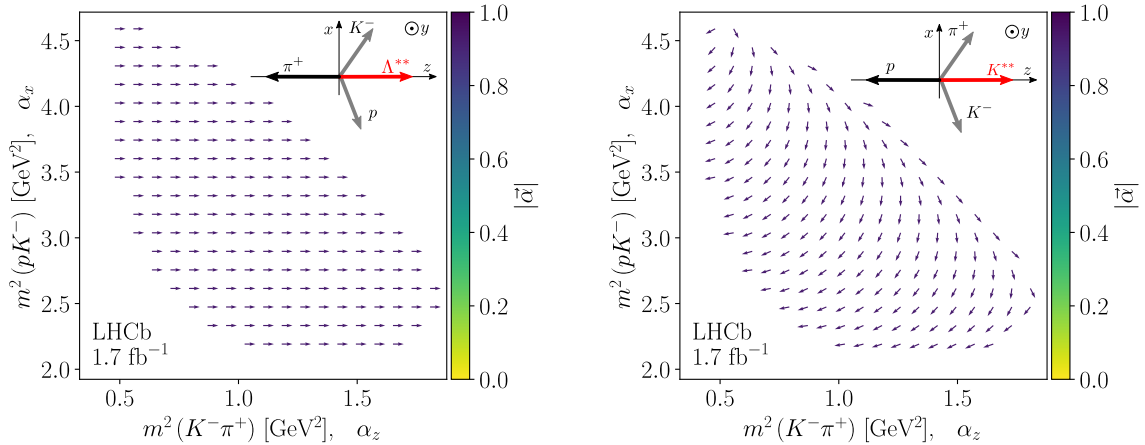 4.5
4.0
3.5
3.0
2.5
2.0
m² (pK⁻) [GeV²], αₓ
x
K⁻
y
π⁺
Λ**
z
p
LHCb
1.7 fb⁻¹
0.5
1.0
1.5
m² (K⁻π⁺) [GeV²], α_z
1.0
0.8
0.6
0.4
0.2
0.0
|α⃗|
4.5
4.0
3.5
3.0
2.5
2.0
m² (pK⁻) [GeV²], αₓ
x
π⁺
y
p
K**
z
K⁻
LHCb
1.7 fb⁻¹
0.5
1.0
1.5
m² (K⁻π⁺) [GeV²], α_z
1.0
0.8
0.6
0.4
0.2
0.0
|α⃗|